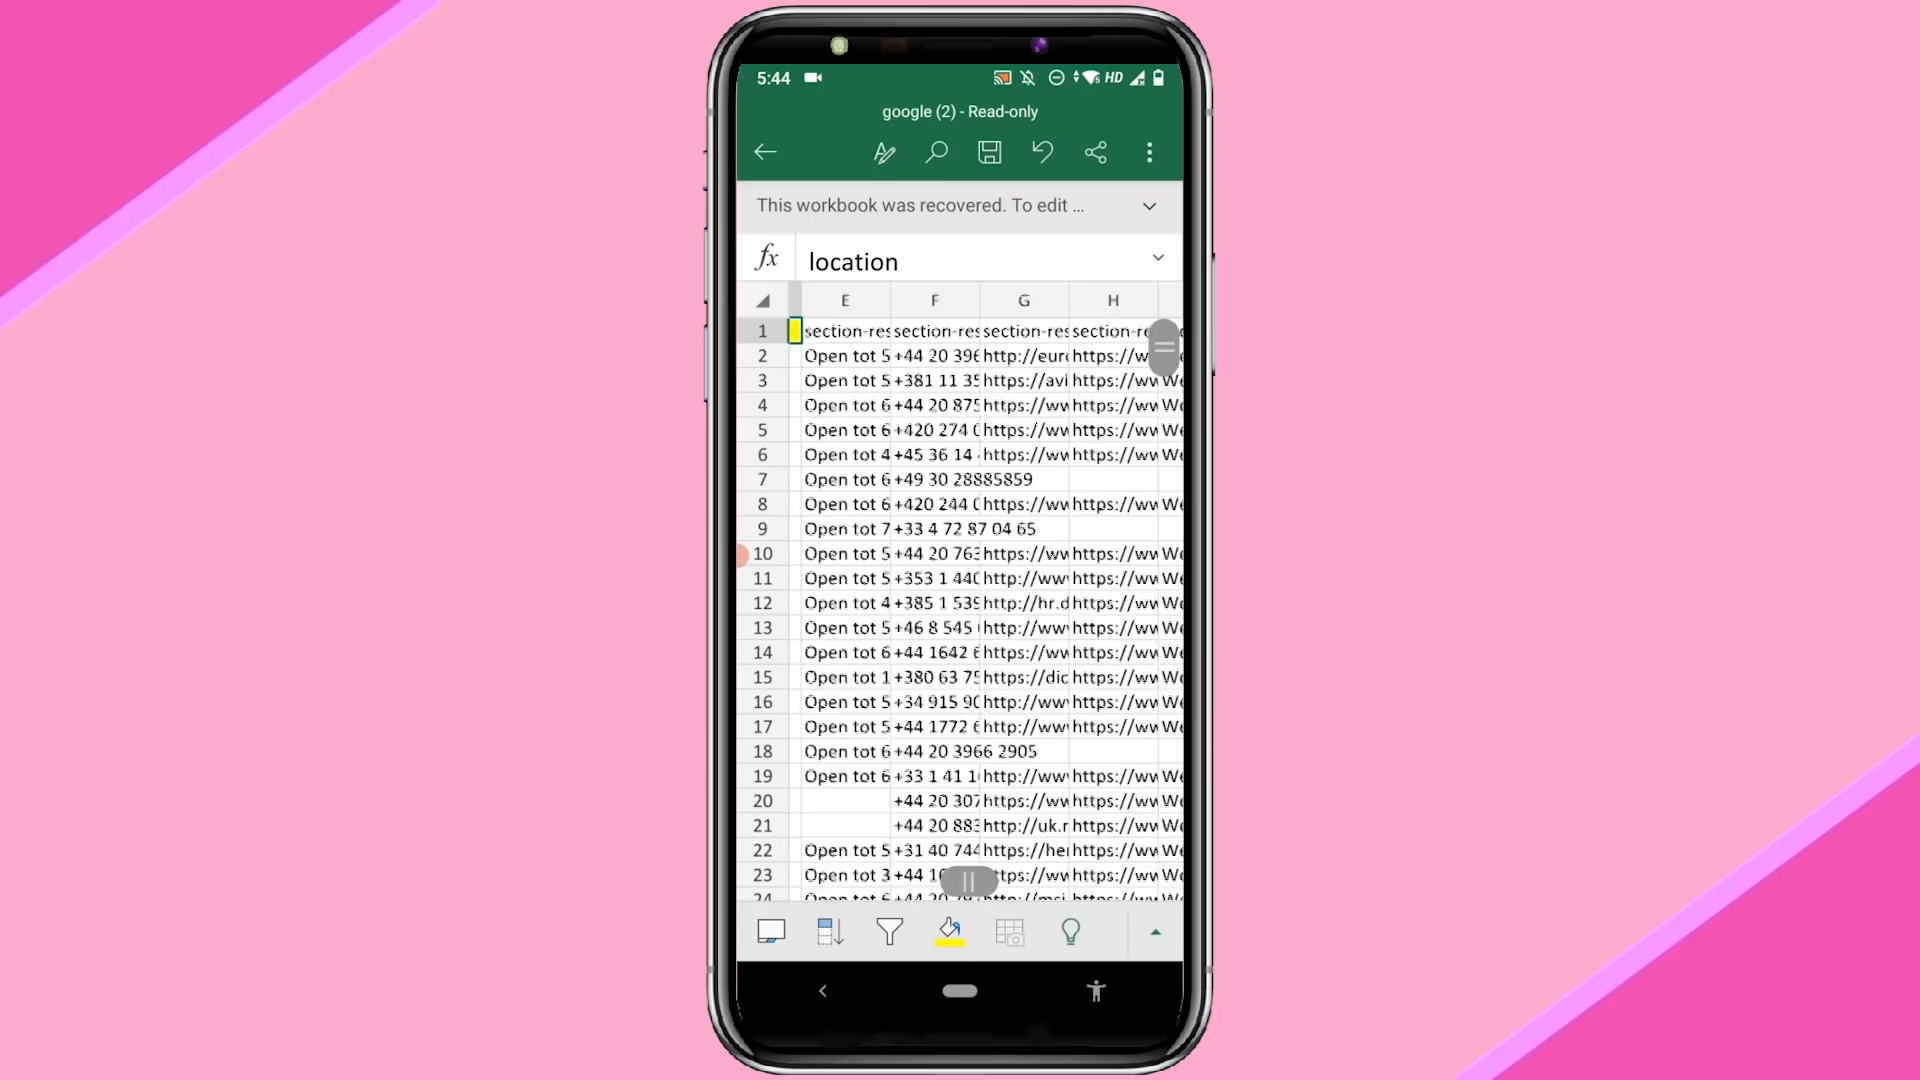 5:44 HD
google (2) - Read-only
This workbook was recovered. To edit ...
fx location
E F G H
1 section-res section-res section-res section-re
2 Open tot 5 +44 20 396 http://euro https://w
3 Open tot 5 +381 11 35 https://avl https://ww We
4 Open tot 6 +44 20 875 https://ww https://ww We
5 Open tot 6 +420 274 0 https://ww https://ww We
6 Open tot 4 +45 36 14 https://ww https://ww We
7 Open tot 6 +49 30 28885859
8 Open tot 6 +420 244 0 https://ww https://ww We
9 Open tot 7 +33 4 72 87 04 65
10 Open tot 5 +44 20 763 https://ww https://ww We
11 Open tot 5 +353 1 440 http://www https://ww We
12 Open tot 4 +385 1 539 http://hr.d https://ww We
13 Open tot 5 +46 8 545 http://www https://ww We
14 Open tot 6 +44 1642 6 https://ww https://ww We
15 Open tot 1 +380 63 75 https://dic https://ww We
16 Open tot 5 +34 915 90 http://www https://ww We
17 Open tot 5 +44 1772 6 http://www https://ww We
18 Open tot 6 +44 20 3966 2905
19 Open tot 6 +33 1 41 1 http://www https://ww We
20 +44 20 307 https://ww https://ww We
21 +44 20 883 http://uk.r https://ww We
22 Open tot 5 +31 40 744 https://he https://ww We
23 Open tot 3 +44 1 ttps://ww https://ww We
24